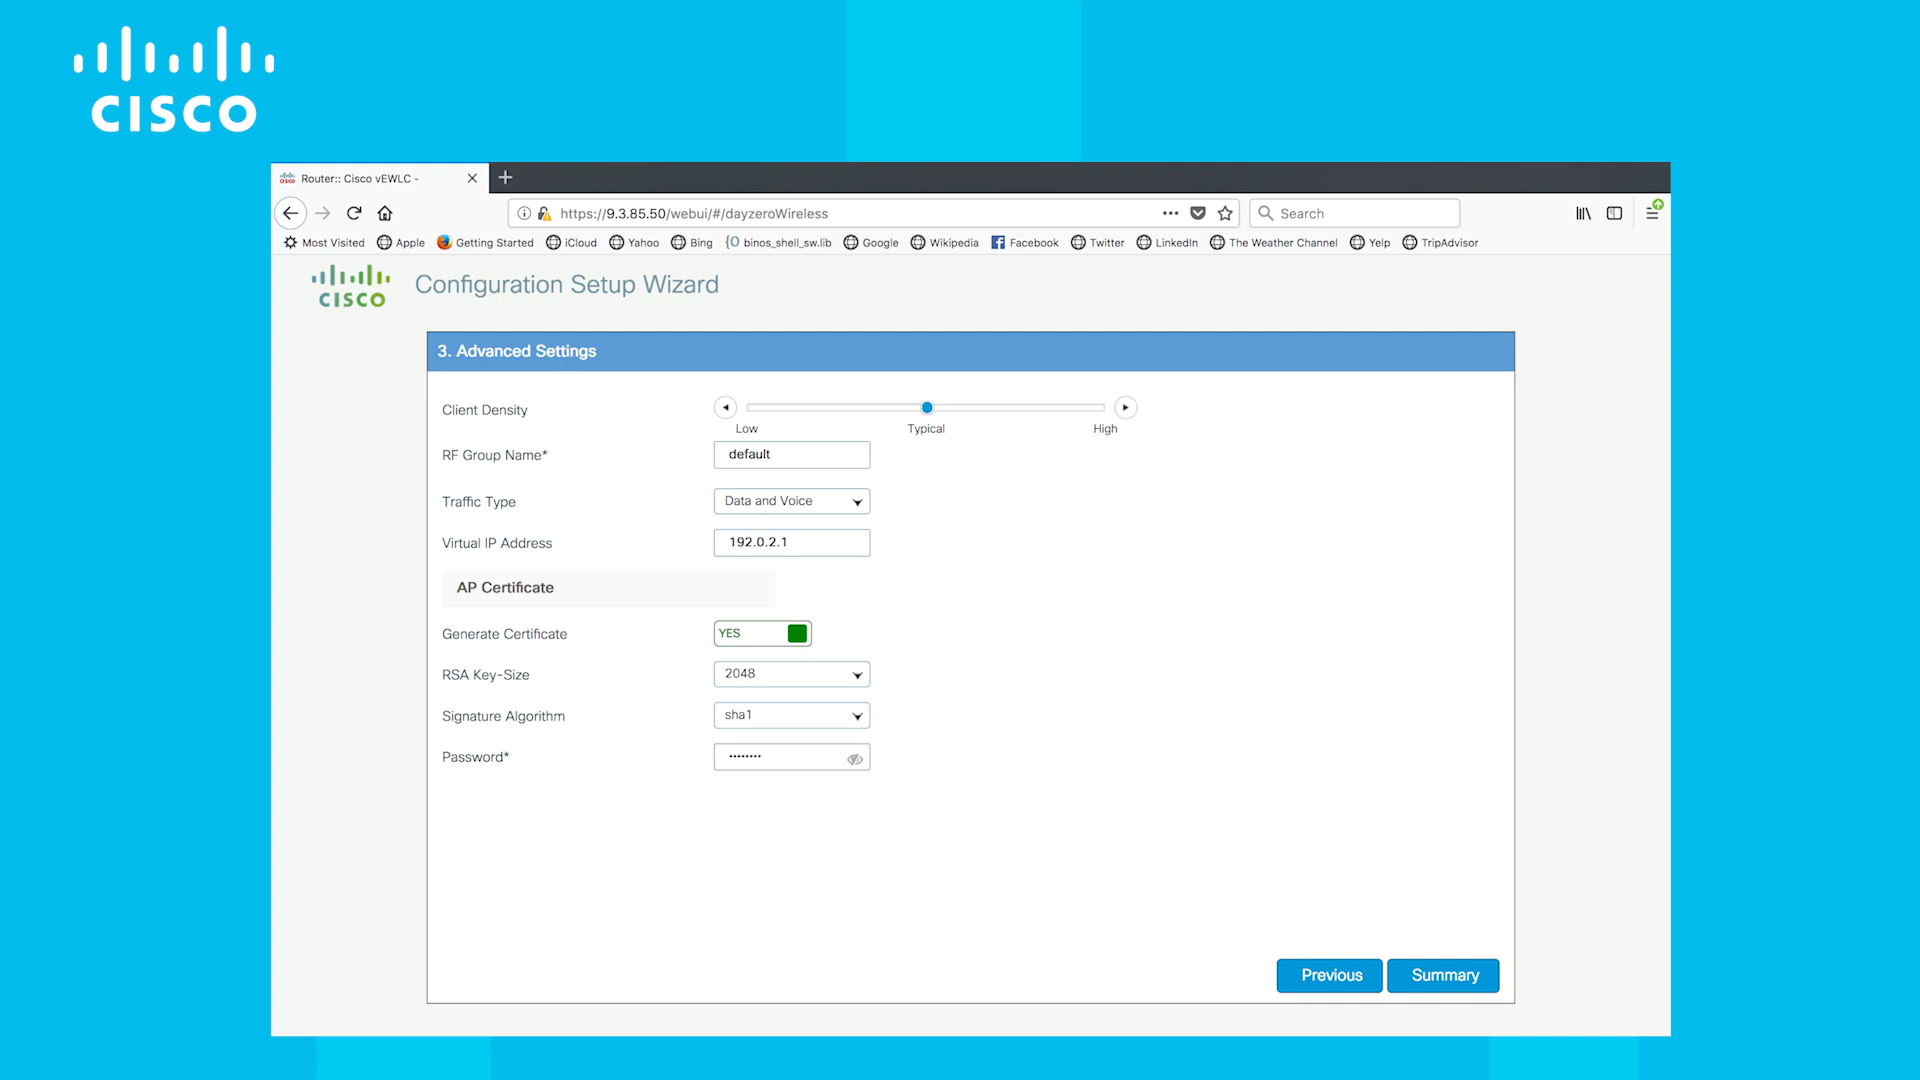 CISCO
Router:: Cisco vEWLC -
https://9.3.85.50/webui/#/dayzeroWireless
Search
Most Visited Apple Getting Started iCloud Yahoo Bing binos_shell_sw.lib Google Wikipedia Facebook Twitter LinkedIn The Weather Channel Yelp TripAdvisor
CISCO Configuration Setup Wizard
3. Advanced Settings
Client Density
Low Typical High
RF Group Name* default
Traffic Type Data and Voice
Virtual IP Address 192.0.2.1
AP Certificate
Generate Certificate YES
RSA Key-Size 2048
Signature Algorithm sha1
Password* ••••••••
Previous Summary